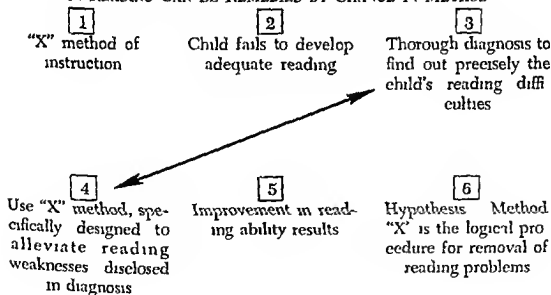 IN READING CAN BE REMEDIED BY CHANGE IN METHOD
1
"X" method of
instruction
2
Child fails to develop
adequate reading
3
Thorough diagnosis to
find out precisely the
child's reading diffi
culties
4
Use "X" method, spe-
cifically designed to
alleviate reading
weaknesses disclosed
in diagnosis
5
Improvement in read-
ing ability results
6
Hypothesis Method
"X' is the logical pro
cedure for removal of
reading problems